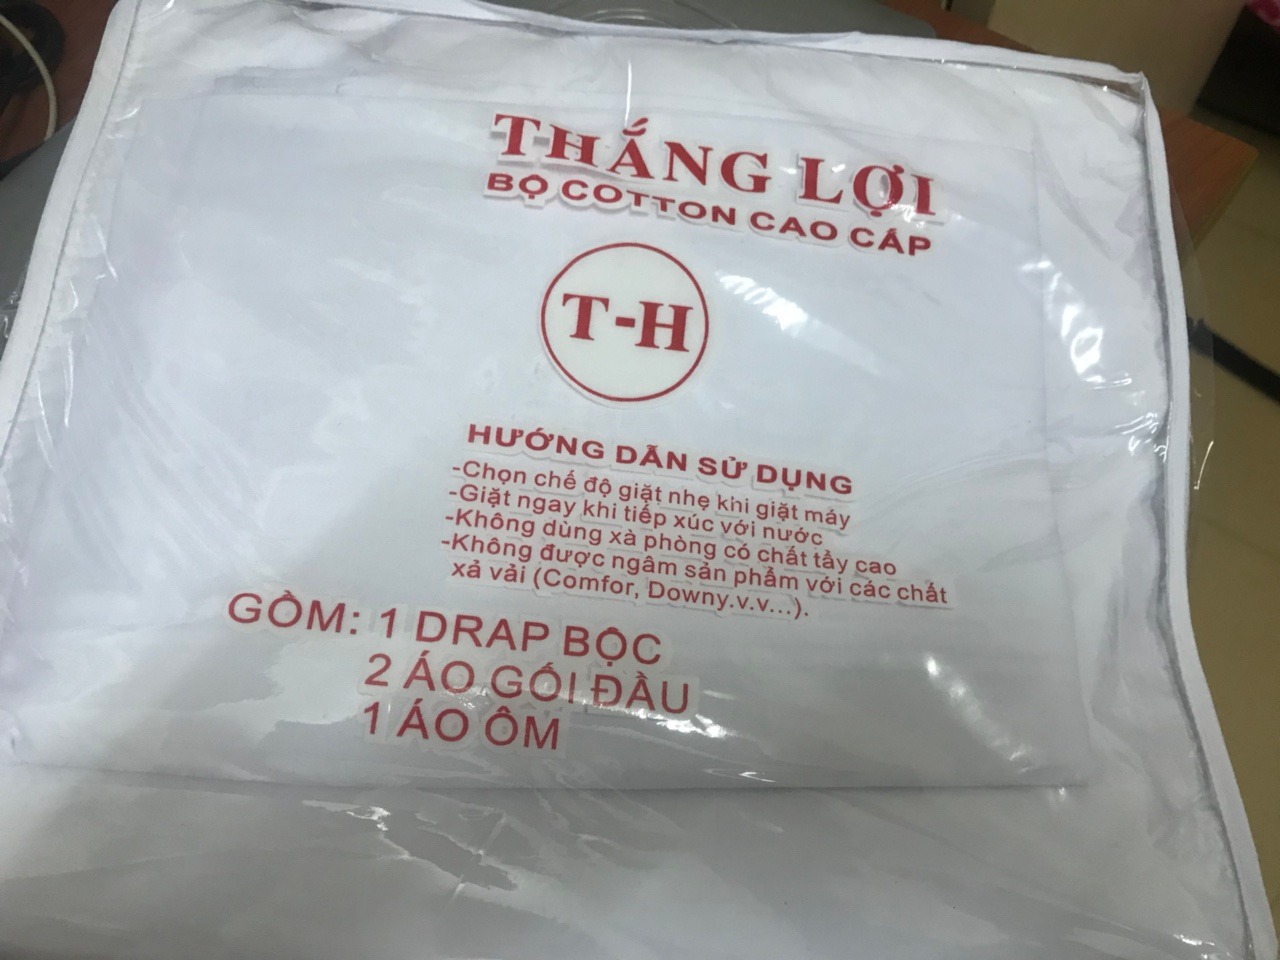 THẮNG LỢI
BỘ COTTON CAO CẤP
T-H
HƯỚNG DẪN SỬ DỤNG
-Chọn chế độ giặt nhẹ khi giặt máy
-Giặt ngay khi tiếp xúc với nước
-Không dùng xà phòng có chất tẩy cao
-Không được ngâm sản phẩm với các chất
xả vải (Comfor, Downy.v.v...).
GỒM: 1 DRAP BỌC
2 ÁO GỐI ĐẦU
1 ÁO ÔM